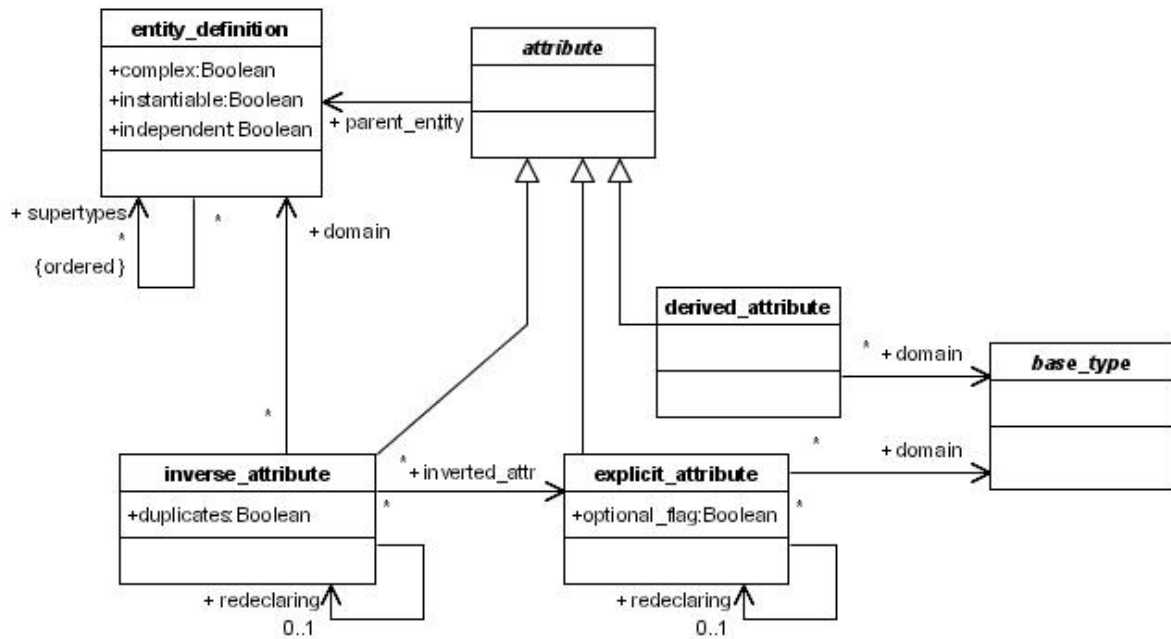 entity_definition
+complex:Boolean
+instantiable:Boolean
+independent:Boolean
attribute
+ parent_entity
*
+ supertypes
*
*
{ordered}
+ domain
*
derived_attribute
*
+ domain
base_type
inverse_attribute
+duplicates:Boolean
*
+ inverted_attr
*
explicit_attribute
+optional_flag:Boolean
*
+ domain
*
+ redeclaring
0..1
+ redeclaring
0..1